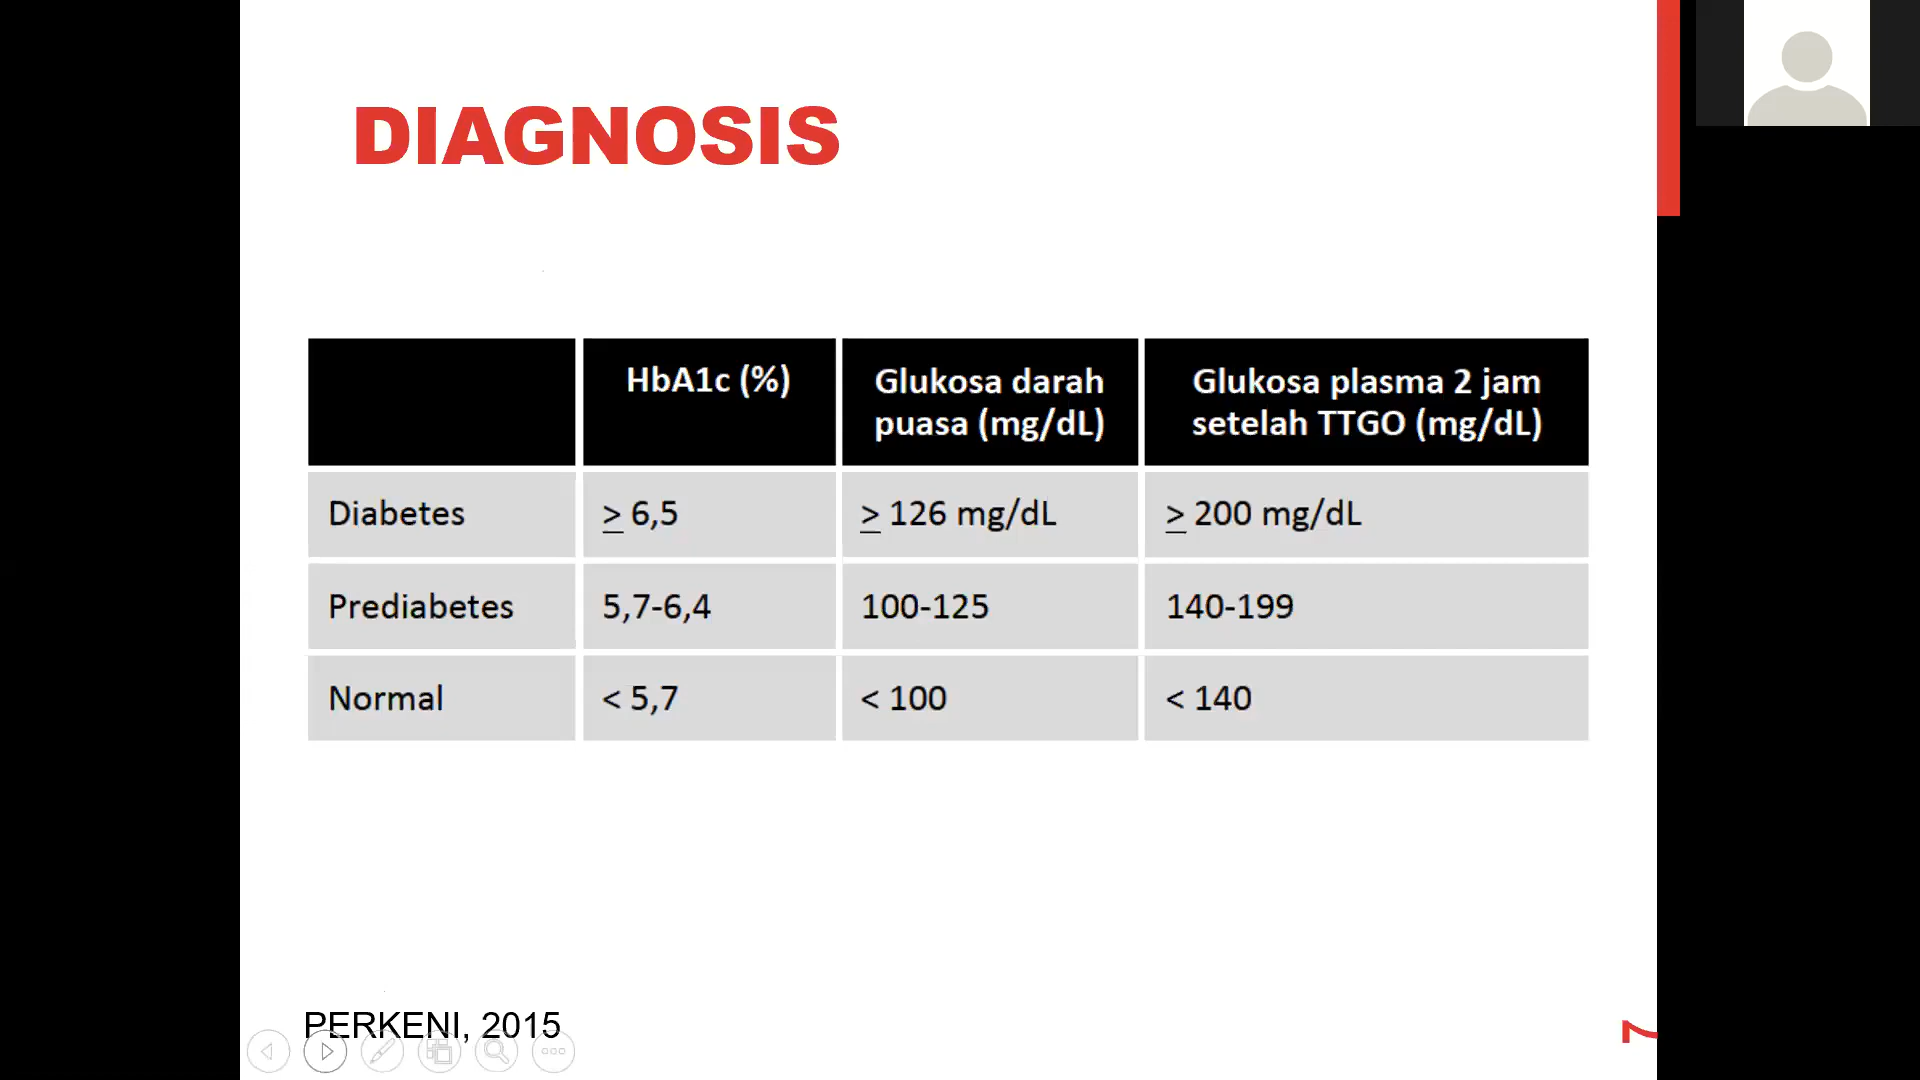 DIAGNOSIS
HbA1c (%)
Glukosa darah
puasa (mg/dL)
Glukosa plasma 2 jam
setelah TTGO (mg/dL)
Diabetes
≥ 6,5
≥ 126 mg/dL
≥ 200 mg/dL
Prediabetes
5,7-6,4
100-125
140-199
Normal
< 5,7
< 100
< 140
PERKENI, 2015
7